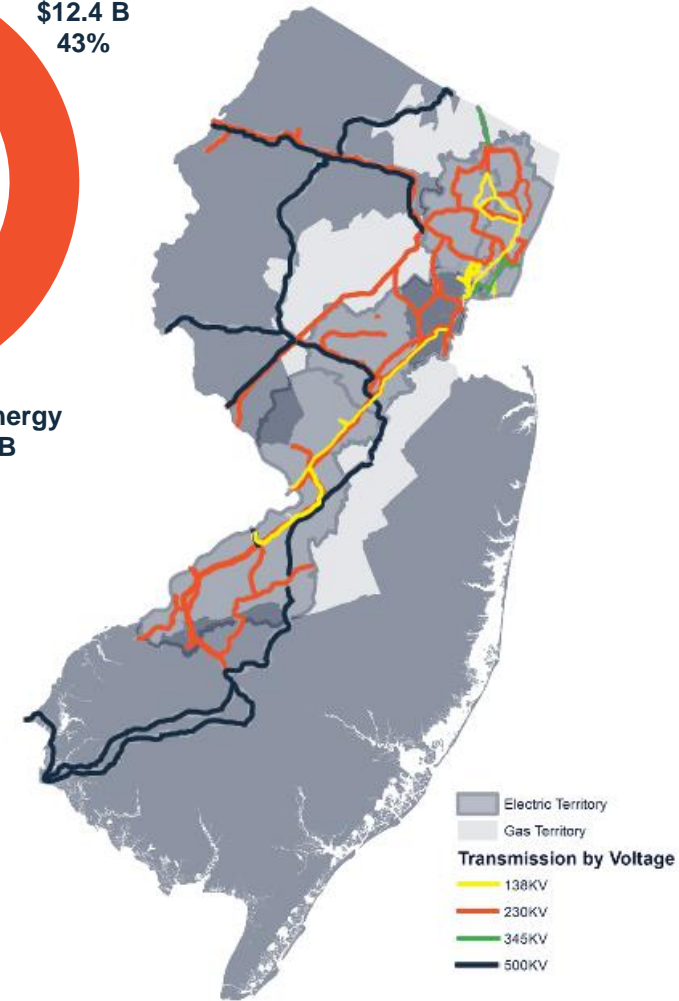 $12.4 B
43%
nergy
B
Electric Territory
Gas Territory
Transmission by Voltage
138KV
230KV
345KV
500KV